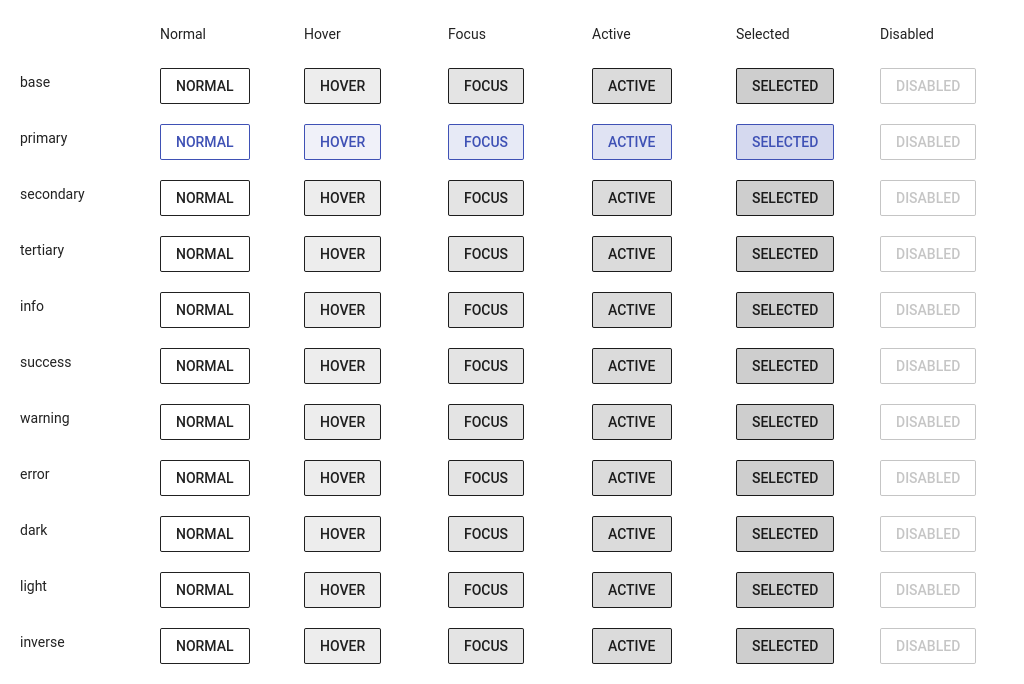 Normal Hover Focus Active Selected Disabled
base NORMAL HOVER FOCUS ACTIVE SELECTED DISABLED
primary NORMAL HOVER FOCUS ACTIVE SELECTED DISABLED
secondary NORMAL HOVER FOCUS ACTIVE SELECTED DISABLED
tertiary NORMAL HOVER FOCUS ACTIVE SELECTED DISABLED
info NORMAL HOVER FOCUS ACTIVE SELECTED DISABLED
success NORMAL HOVER FOCUS ACTIVE SELECTED DISABLED
warning NORMAL HOVER FOCUS ACTIVE SELECTED DISABLED
error NORMAL HOVER FOCUS ACTIVE SELECTED DISABLED
dark NORMAL HOVER FOCUS ACTIVE SELECTED DISABLED
light NORMAL HOVER FOCUS ACTIVE SELECTED DISABLED
inverse NORMAL HOVER FOCUS ACTIVE SELECTED DISABLED